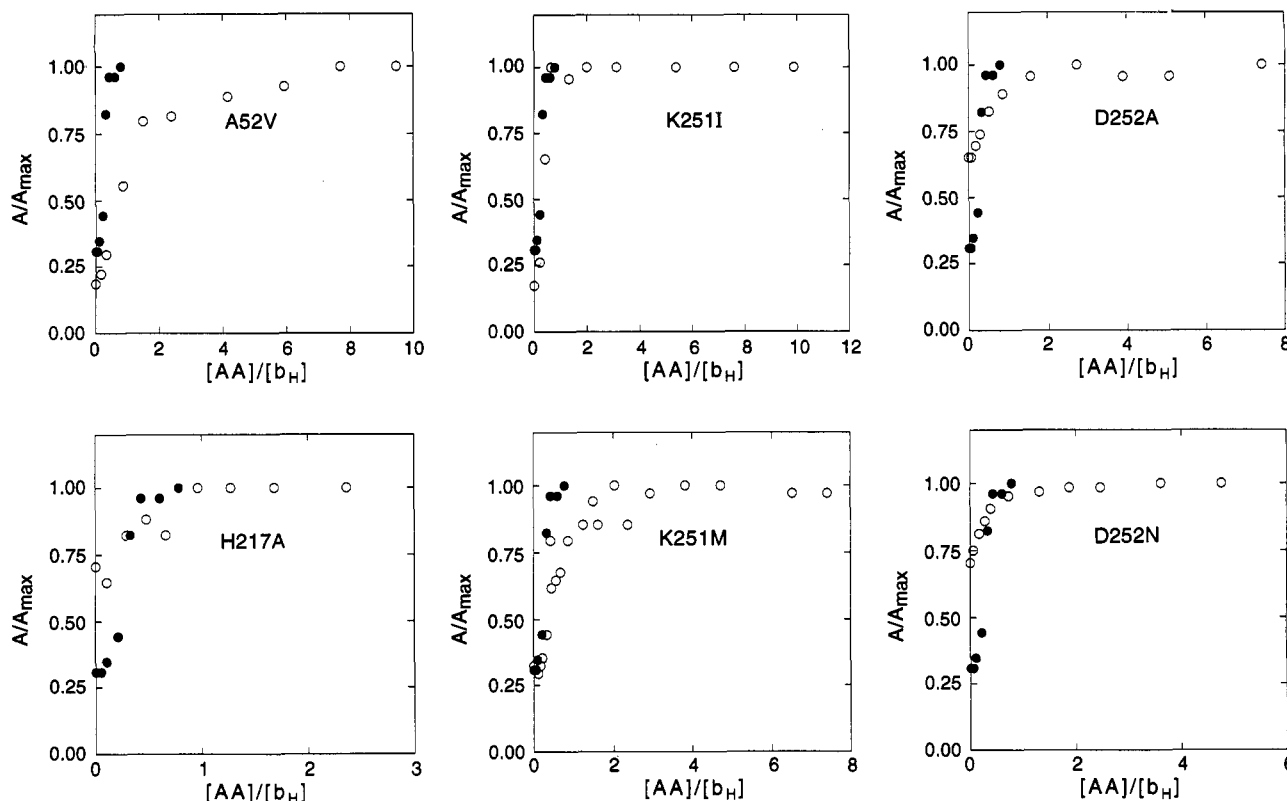 1.00
0.75
0.50
0.25
0.00
A/Amax
A52V
0 2 4 6 8 10
[AA]/[bH]
1.00
0.75
0.50
0.25
0.00
A/Amax
K251I
0 2 4 6 8 10 12
[AA]/[bH]
1.00
0.75
0.50
0.25
0.00
A/Amax
D252A
0 2 4 6 8
[AA]/[bH]
1.00
0.75
0.50
0.25
0.00
A/Amax
H217A
0 1 2 3
[AA]/[bH]
1.00
0.75
0.50
0.25
0.00
A/Amax
K251M
0 2 4 6 8
[AA]/[bH]
1.00
0.75
0.50
0.25
0.00
A/Amax
D252N
0 2 4 6
[AA]/[bH]